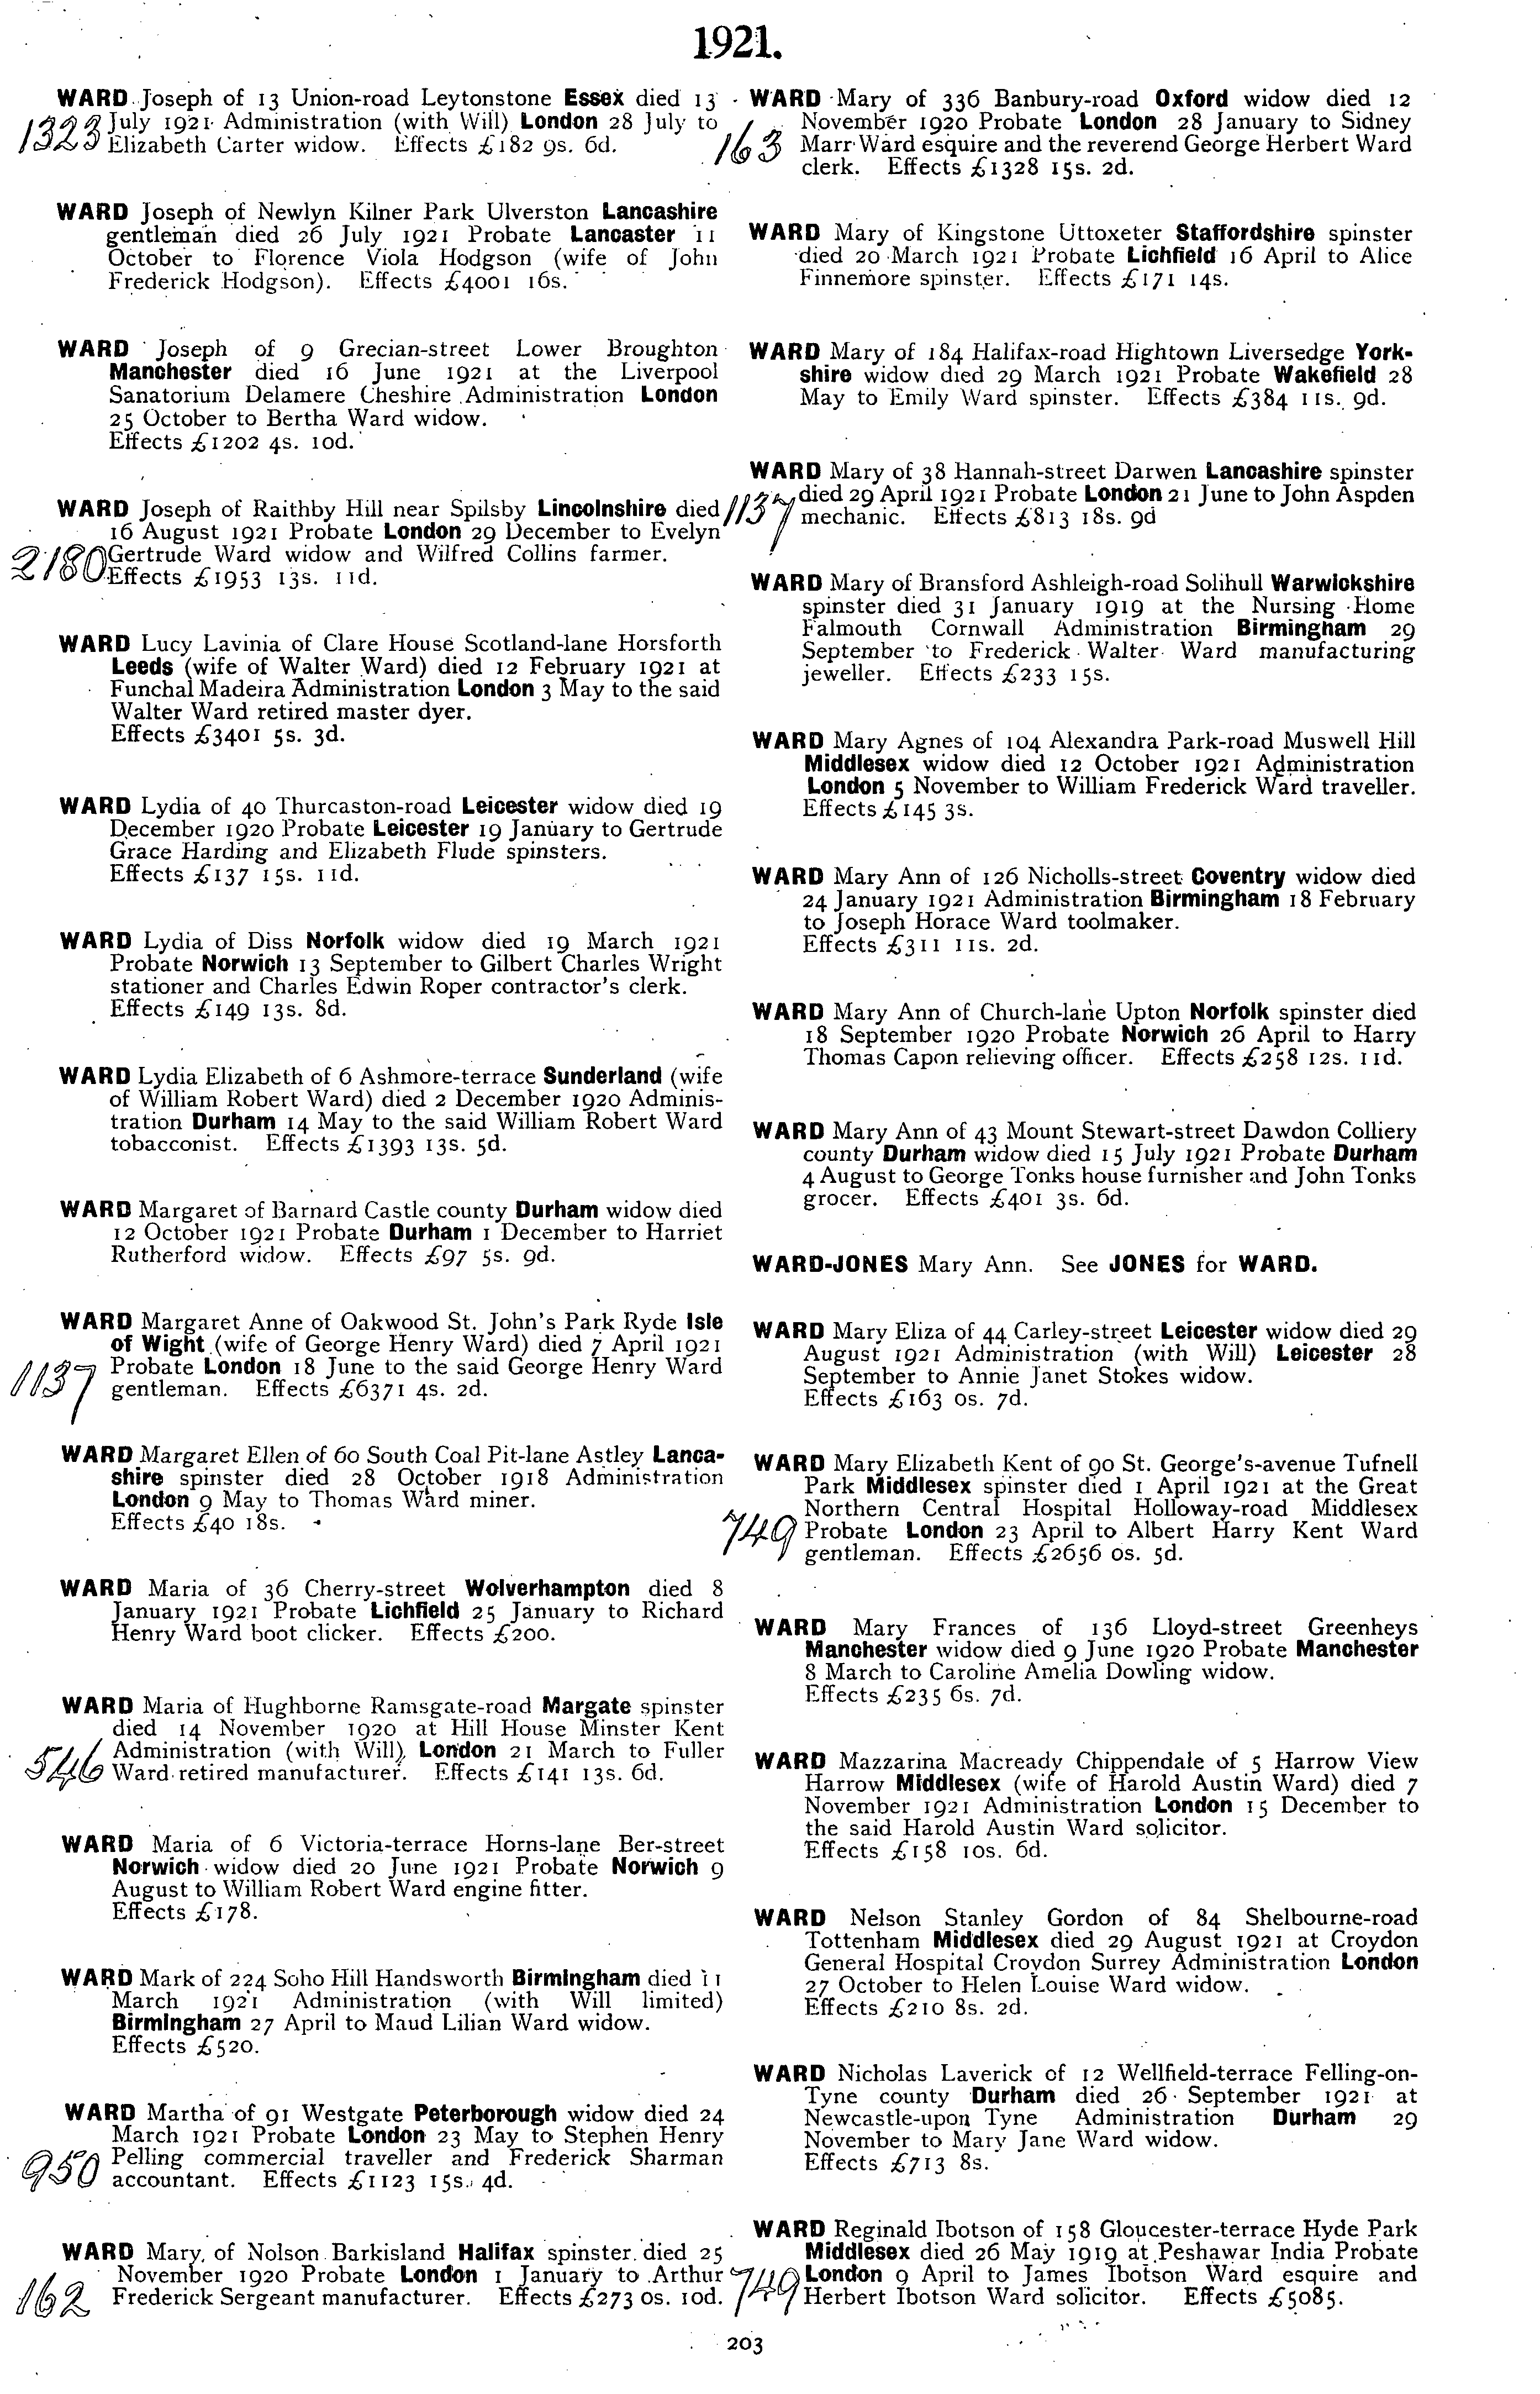 1921.
WARD Joseph of 13 Union-road Leytonstone Essex died 13
July 1921 Administration (with Will) London 28 July to
1323 Elizabeth Carter widow. Effects £182 9s. 6d.
WARD Joseph of Newlyn Kilner Park Ulverston Lancashire
gentleman died 26 July 1921 Probate Lancaster 11
October to Florence Viola Hodgson (wife of John
Frederick Hodgson). Effects £4001 16s.
WARD Joseph of 9 Grecian-street Lower Broughton
Manchester died 16 June 1921 at the Liverpool
Sanatorium Delamere Cheshire Administration London
25 October to Bertha Ward widow.
Effects £1202 4s. 10d.
WARD Joseph of Raithby Hill near Spilsby Lincolnshire died
16 August 1921 Probate London 29 December to Evelyn
2180 Gertrude Ward widow and Wilfred Collins farmer.
Effects £1953 13s. 11d.
WARD Lucy Lavinia of Clare House Scotland-lane Horsforth
Leeds (wife of Walter Ward) died 12 February 1921 at
Funchal Madeira Administration London 3 May to the said
Walter Ward retired master dyer.
Effects £3401 5s. 3d.
WARD Lydia of 40 Thurcaston-road Leicester widow died 19
December 1920 Probate Leicester 19 January to Gertrude
Grace Harding and Elizabeth Flude spinsters.
Effects £137 15s. 11d.
WARD Lydia of Diss Norfolk widow died 19 March 1921
Probate Norwich 13 September to Gilbert Charles Wright
stationer and Charles Edwin Roper contractor's clerk.
Effects £149 13s. 8d.
WARD Lydia Elizabeth of 6 Ashmore-terrace Sunderland (wife
of William Robert Ward) died 2 December 1920 Adminis-
tration Durham 14 May to the said William Robert Ward
tobacconist. Effects £1393 13s. 5d.
WARD Margaret of Barnard Castle county Durham widow died
12 October 1921 Probate Durham 1 December to Harriet
Rutherford widow. Effects £97 5s. 9d.
WARD Margaret Anne of Oakwood St. John's Park Ryde Isle
of Wight (wife of George Henry Ward) died 7 April 1921
1137 Probate London 18 June to the said George Henry Ward
gentleman. Effects £6371 4s. 2d.
WARD Margaret Ellen of 60 South Coal Pit-lane Astley Lanca-
shire spinster died 28 October 1918 Administration
London 9 May to Thomas Ward miner.
Effects £40 18s.
WARD Maria of 36 Cherry-street Wolverhampton died 8
January 1921 Probate Lichfield 25 January to Richard
Henry Ward boot clicker. Effects £200.
WARD Maria of Hughborne Ramsgate-road Margate spinster
died 14 November 1920 at Hill House Minster Kent
546 Administration (with Will) London 21 March to Fuller
Ward retired manufacturer. Effects £141 13s. 6d.
WARD Maria of 6 Victoria-terrace Horns-lane Ber-street
Norwich widow died 20 June 1921 Probate Norwich 9
August to William Robert Ward engine fitter.
Effects £178.
WARD Mark of 224 Soho Hill Handsworth Birmingham died 11
March 1921 Administration (with Will limited)
Birmingham 27 April to Maud Lilian Ward widow.
Effects £520.
WARD Martha of 91 Westgate Peterborough widow died 24
March 1921 Probate London 23 May to Stephen Henry
950 Pelling commercial traveller and Frederick Sharman
accountant. Effects £1123 15s. 4d.
WARD Mary of Nolson Barkisland Halifax spinster died 25
November 1920 Probate London 1 January to Arthur
162 Frederick Sergeant manufacturer. Effects £273 0s. 10d.
WARD Mary of 336 Banbury-road Oxford widow died 12
November 1920 Probate London 28 January to Sidney
163 Marr Ward esquire and the reverend George Herbert Ward
clerk. Effects £1328 15s. 2d.
WARD Mary of Kingstone Uttoxeter Staffordshire spinster
died 20 March 1921 Probate Lichfield 16 April to Alice
Finnemore spinster. Effects £171 14s.
WARD Mary of 184 Halifax-road Hightown Liversedge York-
shire widow died 29 March 1921 Probate Wakefield 28
May to Emily Ward spinster. Effects £384 11s. 9d.
WARD Mary of 38 Hannah-street Darwen Lancashire spinster
1137 died 29 April 1921 Probate London 21 June to John Aspden
mechanic. Effects £813 18s. 9d
WARD Mary of Bransford Ashleigh-road Solihull Warwickshire
spinster died 31 January 1919 at the Nursing Home
Falmouth Cornwall Administration Birmingham 29
September to Frederick Walter Ward manufacturing
jeweller. Effects £233 15s.
WARD Mary Agnes of 104 Alexandra Park-road Muswell Hill
Middlesex widow died 12 October 1921 Administration
London 5 November to William Frederick Ward traveller.
Effects £145 3s.
WARD Mary Ann of 126 Nicholls-street Coventry widow died
24 January 1921 Administration Birmingham 18 February
to Joseph Horace Ward toolmaker.
Effects £311 11s. 2d.
WARD Mary Ann of Church-lane Upton Norfolk spinster died
18 September 1920 Probate Norwich 26 April to Harry
Thomas Capon relieving officer. Effects £258 12s. 11d.
WARD Mary Ann of 43 Mount Stewart-street Dawdon Colliery
county Durham widow died 15 July 1921 Probate Durham
4 August to George Tonks house furnisher and John Tonks
grocer. Effects £401 3s. 6d.
WARD-JONES Mary Ann. See JONES for WARD.
WARD Mary Eliza of 44 Carley-street Leicester widow died 29
August 1921 Administration (with Will) Leicester 28
September to Annie Janet Stokes widow.
Effects £163 0s. 7d.
WARD Mary Elizabeth Kent of 90 St. George's-avenue Tufnell
Park Middlesex spinster died 1 April 1921 at the Great
Northern Central Hospital Holloway-road Middlesex
749 Probate London 23 April to Albert Harry Kent Ward
gentleman. Effects £2656 0s. 5d.
WARD Mary Frances of 136 Lloyd-street Greenheys
Manchester widow died 9 June 1920 Probate Manchester
8 March to Caroline Amelia Dowling widow.
Effects £235 6s. 7d.
WARD Mazzarina Macready Chippendale of 5 Harrow View
Harrow Middlesex (wife of Harold Austin Ward) died 7
November 1921 Administration London 15 December to
the said Harold Austin Ward solicitor.
Effects £158 10s. 6d.
WARD Nelson Stanley Gordon of 84 Shelbourne-road
Tottenham Middlesex died 29 August 1921 at Croydon
General Hospital Croydon Surrey Administration London
27 October to Helen Louise Ward widow.
Effects £210 8s. 2d.
WARD Nicholas Laverick of 12 Wellfield-terrace Felling-on-
Tyne county Durham died 26 September 1921 at
Newcastle-upon Tyne Administration Durham 29
November to Mary Jane Ward widow.
Effects £713 8s.
WARD Reginald Ibotson of 158 Gloucester-terrace Hyde Park
Middlesex died 26 May 1919 at Peshawar India Probate
749 London 9 April to James Ibotson Ward esquire and
Herbert Ibotson Ward solicitor. Effects £5085.
203